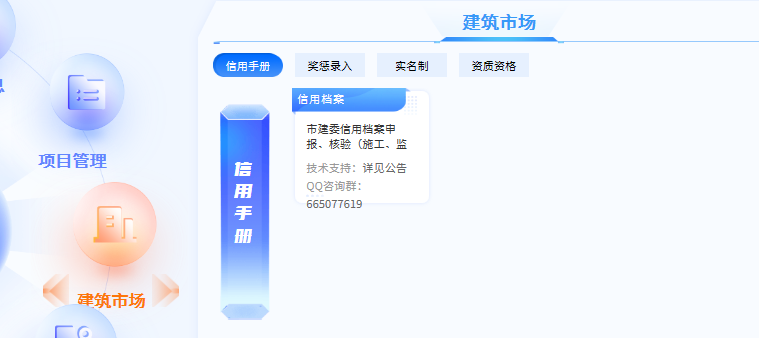 建筑市场
信用手册
奖惩录入
实名制
资质资格
信用档案
市建委信用档案申
报、核验（施工、监
技术支持：详见公告
QQ咨询群：
665077619
信用手册
项目管理
建筑市场